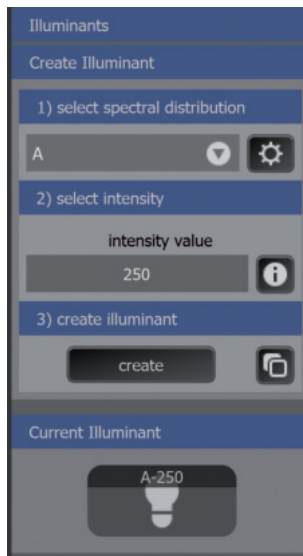 Illuminants
Create Illuminant
1) select spectral distribution
A
2) select intensity
intensity value
250
3) create illuminant
create
Current Illuminant
A-250